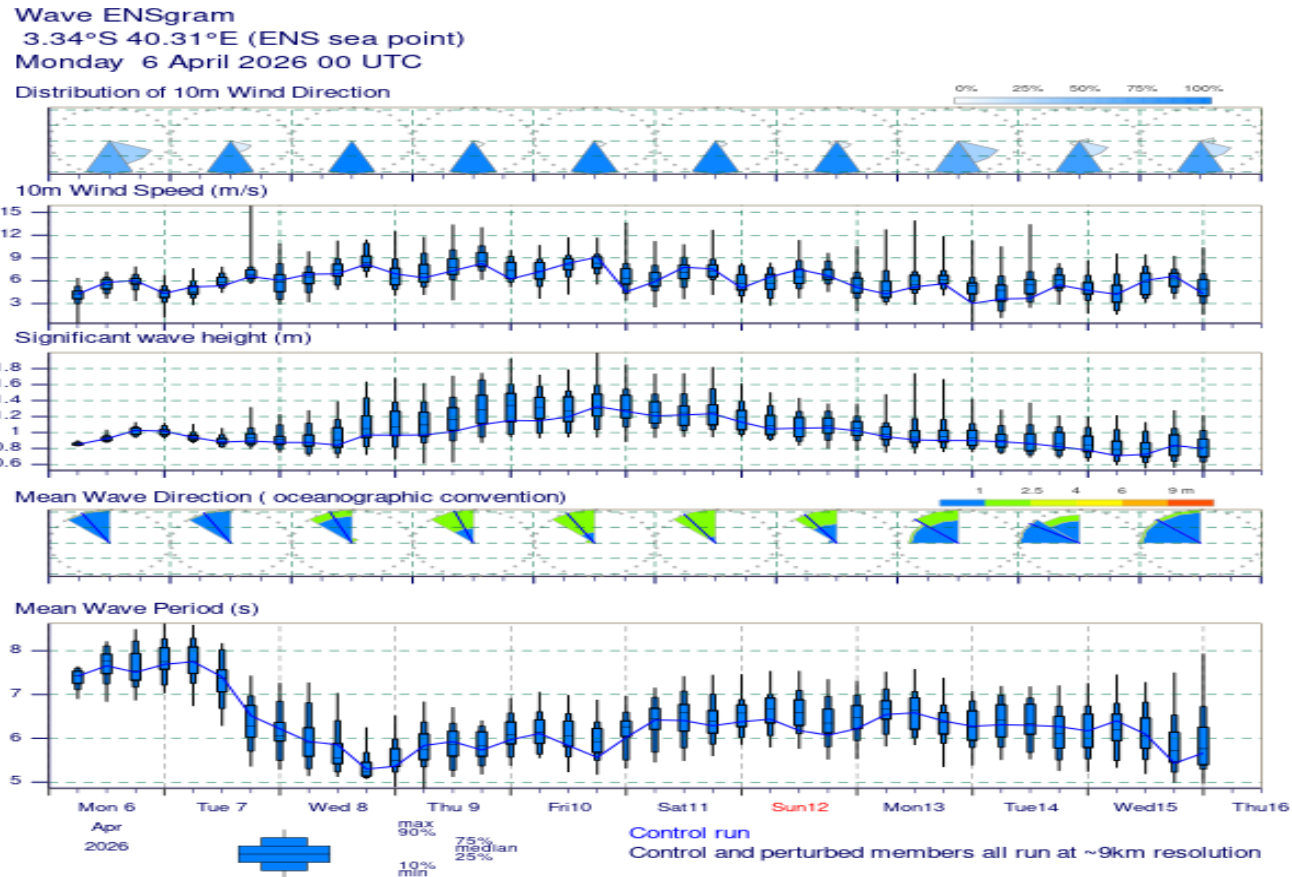 Wave ENSgram
3.34°S 40.31°E (ENS sea point)
Monday 6 April 2026 00 UTC
Distribution of 10m Wind Direction
0% 25% 50% 75% 100%
10m Wind Speed (m/s)
15
12
9
6
3
Significant wave height (m)
.8
.6
.4
.2
1
0.8
0.6
Mean Wave Direction ( oceanographic convention)
1 2.5 4 6 9 m
Mean Wave Period (s)
8
7
6
5
Mon 6 Tue 7 Wed 8 Thu 9 Fri10 Sat11 Sun12 Mon13 Tue14 Wed15 Thu16
Apr
2026
max
90%
75%
median
25%
10%
min
Control run
Control and perturbed members all run at ~9km resolution